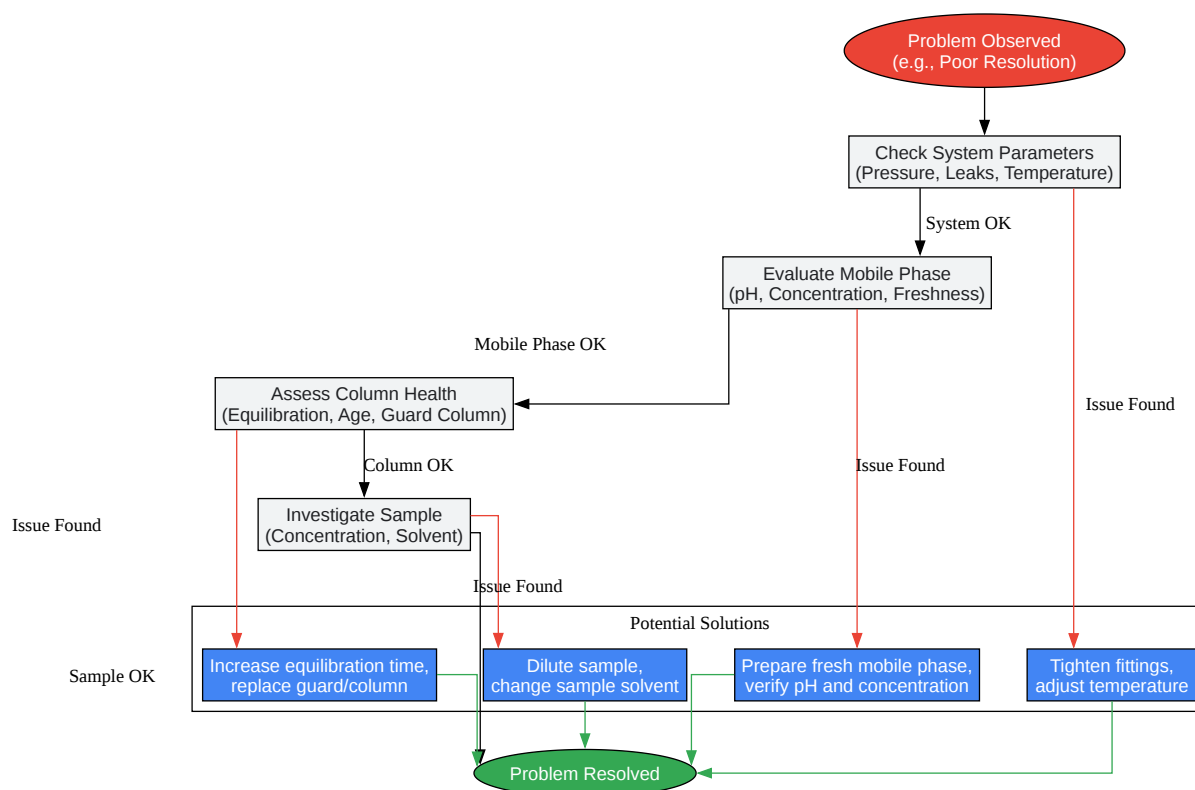 Problem Observed
(e.g., Poor Resolution)
Check System Parameters
(Pressure, Leaks, Temperature)
System OK
Evaluate Mobile Phase
(pH, Concentration, Freshness)
Mobile Phase OK
Assess Column Health
(Equilibration, Age, Guard Column)
Issue Found
Column OK
Issue Found
Investigate Sample
(Concentration, Solvent)
Issue Found
Issue Found
Potential Solutions
Sample OK
Increase equilibration time,
replace guard/column
Dilute sample,
change sample solvent
Prepare fresh mobile phase,
verify pH and concentration
Tighten fittings,
adjust temperature
Problem Resolved